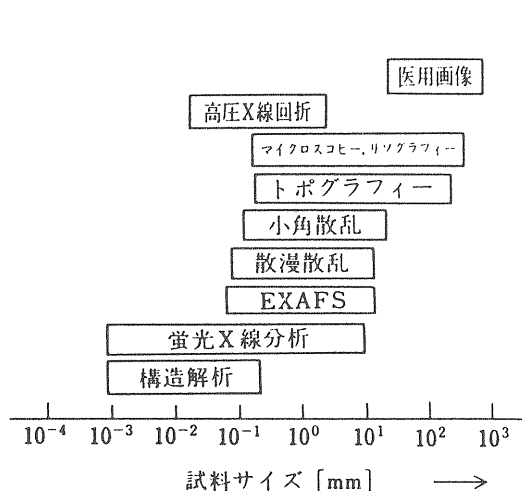 医用画像
高圧X線回折
マイクロスコピー,リソグラフィー
トポグラフィー
小角散乱
散漫散乱
EXAFS
蛍光X線分析
構造解析
10⁻⁴ 10⁻³ 10⁻² 10⁻¹ 10⁰ 10¹ 10² 10³
試料サイズ [mm] →